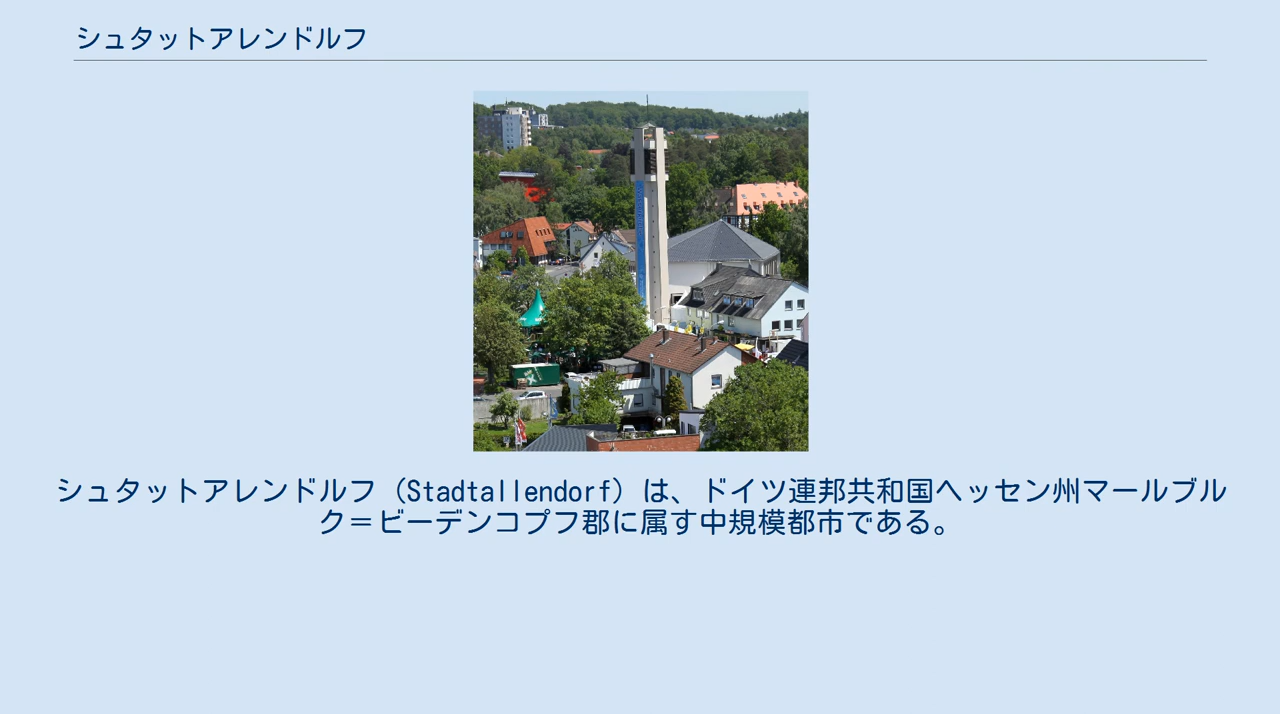 シュタットアレンドルフ
シュタットアレンドルフ（Stadtallendorf）は、ドイツ連邦共和国ヘッセン州マールブル
ク＝ビーデンコプフ郡に属す中規模都市である。